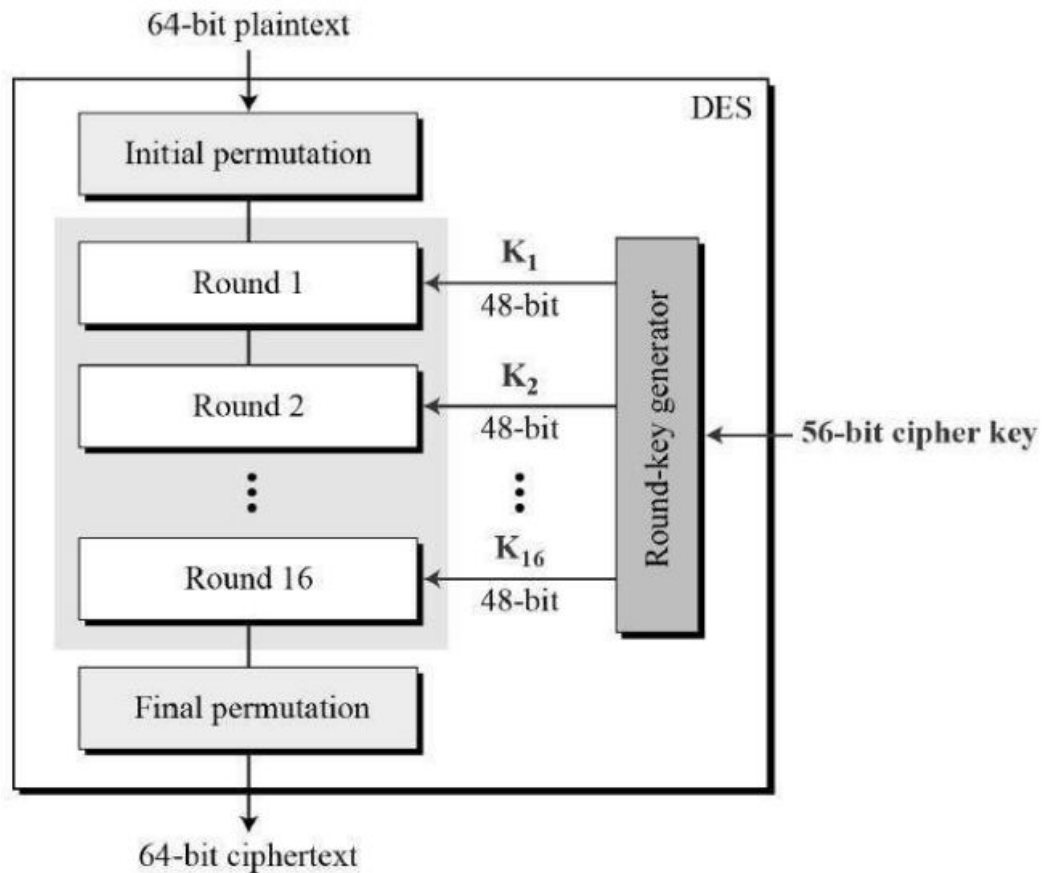 64-bit plaintext
DES
Initial permutation
Round 1
K₁
48-bit
Round 2
K₂
48-bit
Round-key generator
56-bit cipher key
Round 16
K₁₆
48-bit
Final permutation
64-bit ciphertext